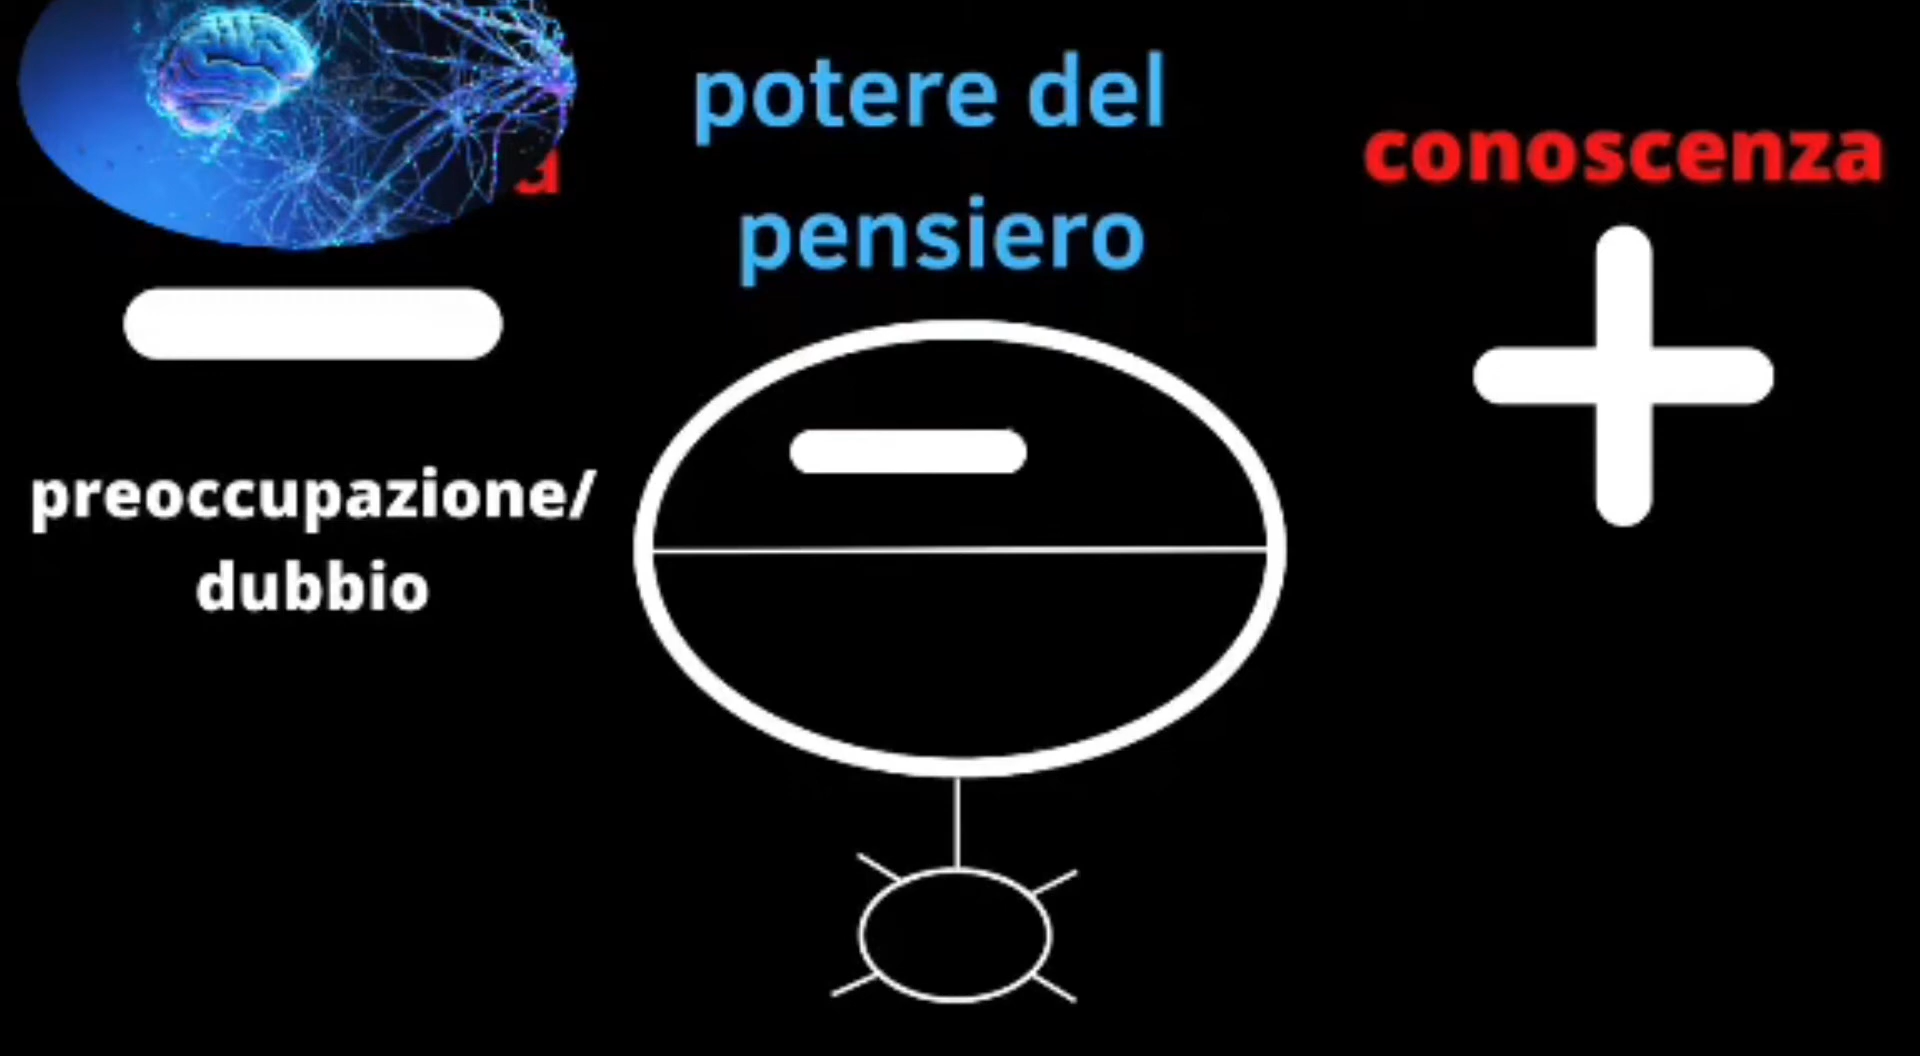 potere del
pensiero
conoscenza
preoccupazione/
dubbio